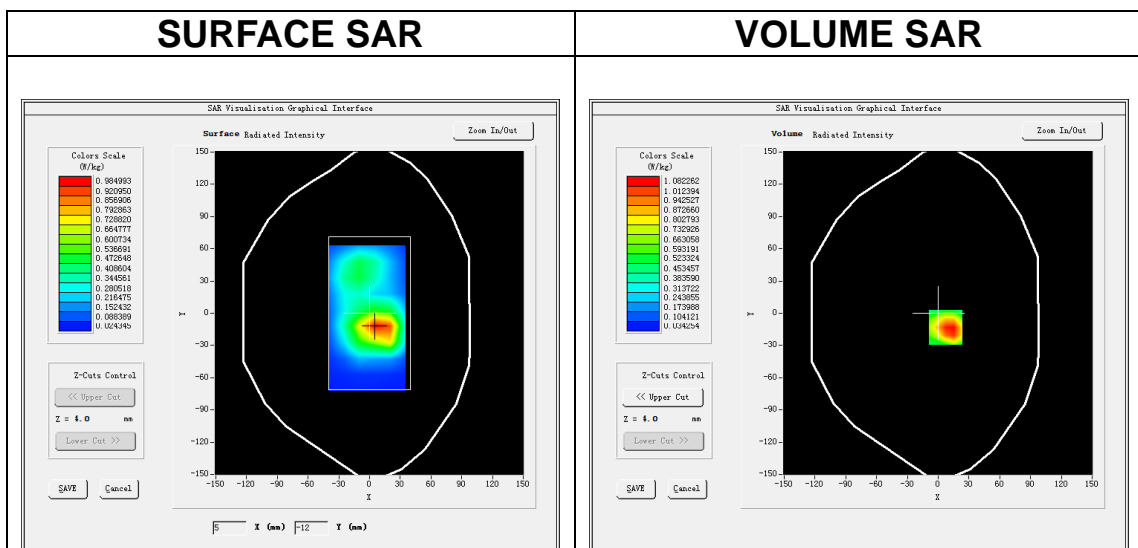 SURFACE SAR
VOLUME SAR
SAR Visualisation Graphical Interface
Surface Radiated Intensity
Zoom In/Out
Colors Scale
(W/kg)
0.984993
0.920950
0.856906
0.792863
0.728820
0.664777
0.600734
0.536691
0.472648
0.408604
0.344561
0.280518
0.216475
0.152432
0.088389
0.024345
Z-Cuts Control
<< Upper Cut
Z = 4.0 mm
Lower Cut >>
SAVE
Cancel
150
120
90
60
30
0
-30
-60
-90
-120
-150
Y
-150 -120 -90 -60 -30 0 30 60 90 120 150
X
5 X (mm) -12 Y (mm)
SAR Visualisation Graphical Interface
Volume Radiated Intensity
Zoom In/Out
Colors Scale
(W/kg)
1.082262
1.012394
0.942527
0.872660
0.802793
0.732926
0.663058
0.593191
0.523324
0.453457
0.383590
0.313722
0.243855
0.173988
0.104121
0.034254
Z-Cuts Control
<< Upper Cut
Z = 4.0 mm
Lower Cut >>
SAVE
Cancel
150
120
90
60
30
0
-30
-60
-90
-120
-150
Y
-150 -120 -90 -60 -30 0 30 60 90 120 150
X